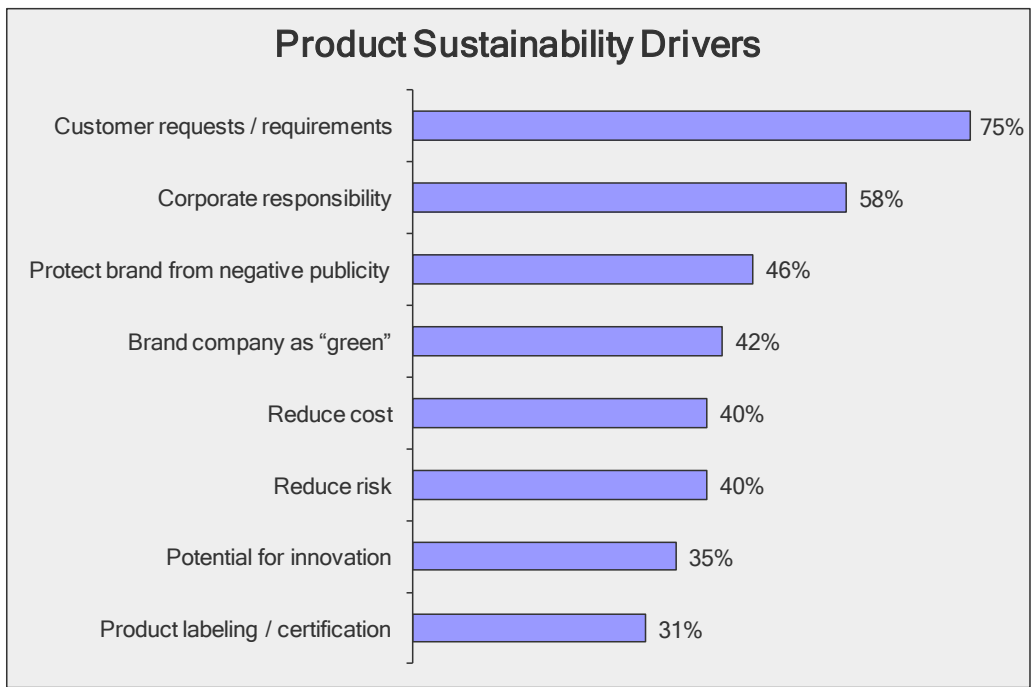 Product Sustainability Drivers
Customer requests / requirements 75%
Corporate responsibility 58%
Protect brand from negative publicity 46%
Brand company as “green” 42%
Reduce cost 40%
Reduce risk 40%
Potential for innovation 35%
Product labeling / certification 31%